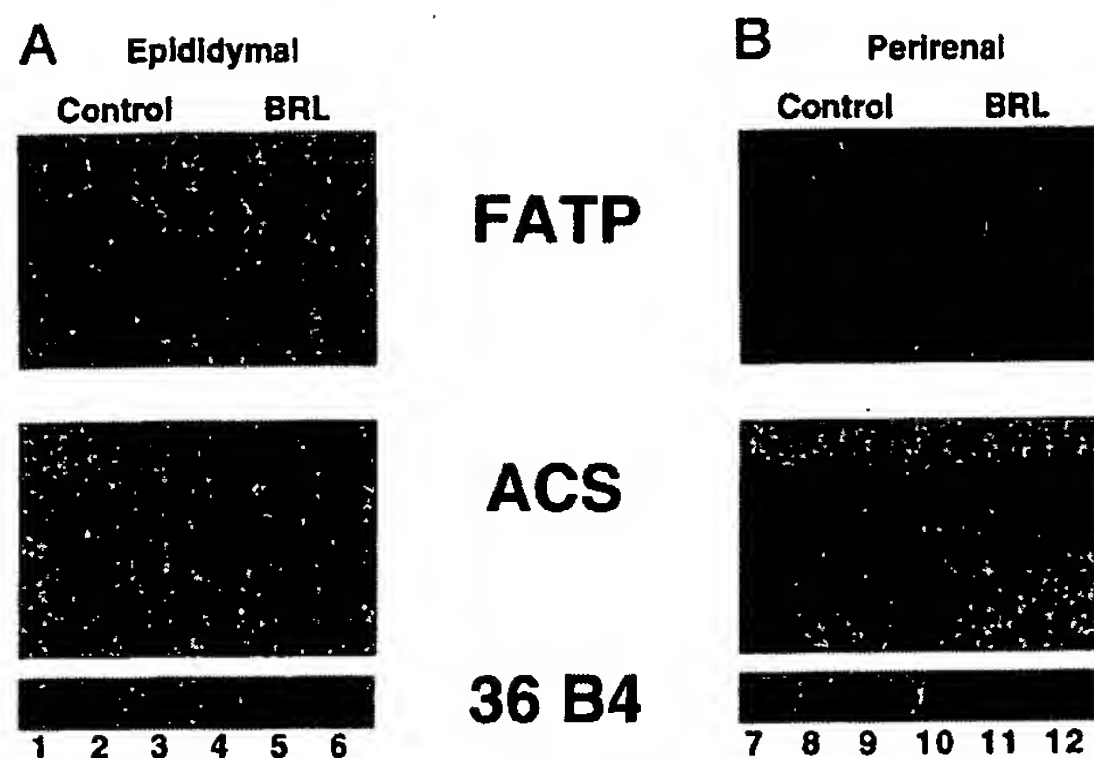 A Epididymal
Control BRL
B Perirenal
Control BRL
FATP
ACS
36 B4
1 2 3 4 5 6
7 8 9 10 11 12